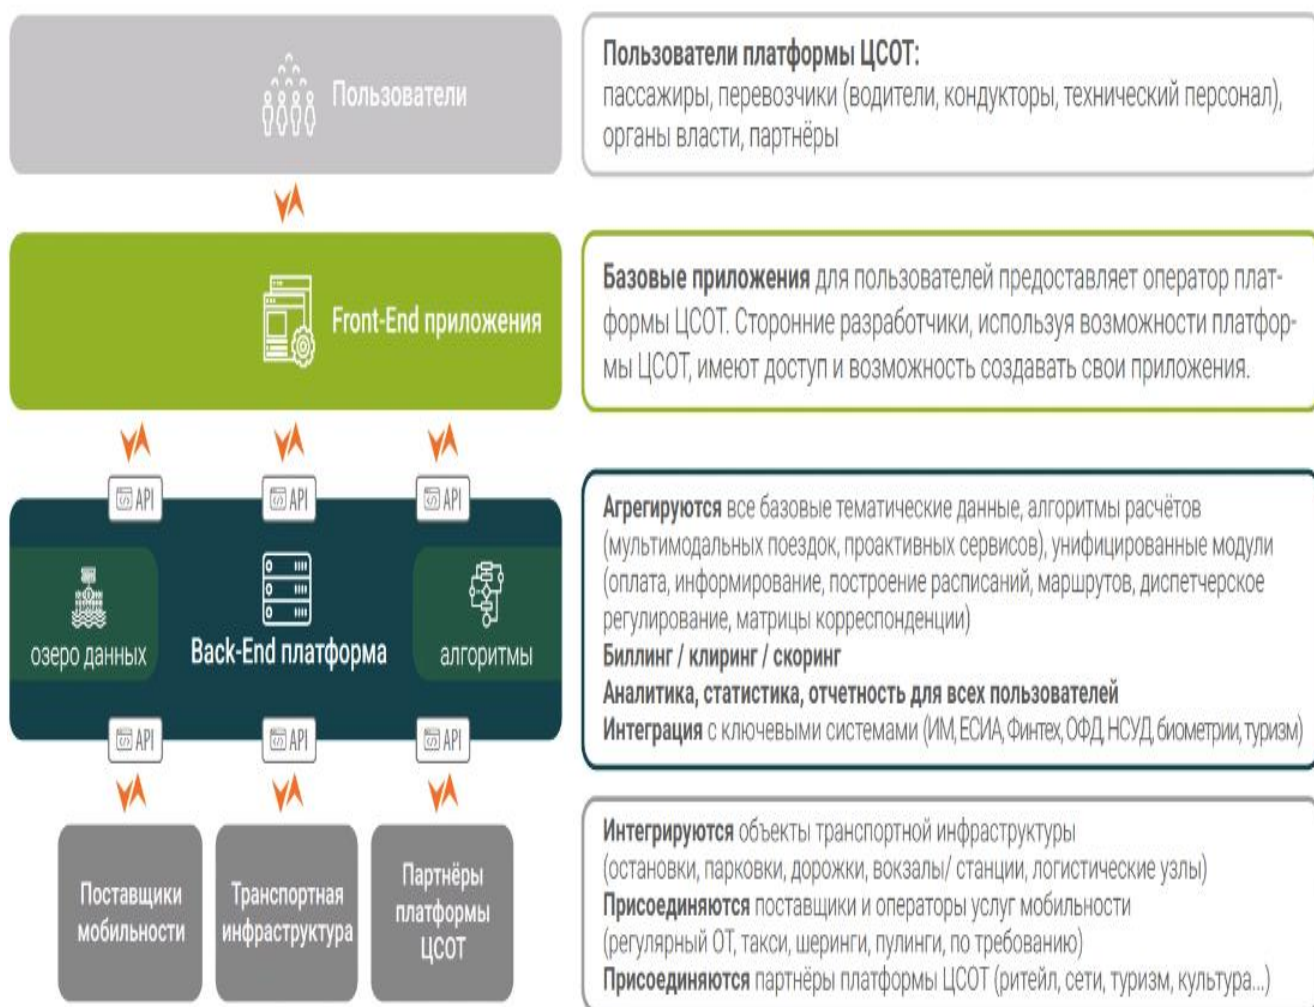 Пользователи
Пользователи платформы ЦСОТ:
пассажиры, перевозчики (водители, кондукторы, технический персонал),
органы власти, партнёры
Front-End приложения
Базовые приложения для пользователей предоставляет оператор плат-
формы ЦСОТ. Сторонние разработчики, используя возможности платфор-
мы ЦСОТ, имеют доступ и возможность создавать свои приложения.
API
API
API
озеро данных
Back-End платформа
алгоритмы
API
API
API
Агрегируются все базовые тематические данные, алгоритмы расчётов
(мультимодальных поездок, проактивных сервисов), унифицированные модули
(оплата, информирование, построение расписаний, маршрутов, диспетчерское
регулирование, матрицы корреспонденции)
Биллинг / клиринг / скоринг
Аналитика, статистика, отчетность для всех пользователей
Интеграция с ключевыми системами (ИМ, ЕСИА, Финтех, ОФД, НСУД, биометрии, туризм)
Поставщики
мобильности
Транспортная
инфраструктура
Партнёры
платформы
ЦСОТ
Интегрируются объекты транспортной инфраструктуры
(остановки, парковки, дорожки, вокзалы/ станции, логистические узлы)
Присоединяются поставщики и операторы услуг мобильности
(регулярный ОТ, такси, шеринги, пулинги, по требованию)
Присоединяются партнёры платформы ЦСОТ (ритейл, сети, туризм, культура...)